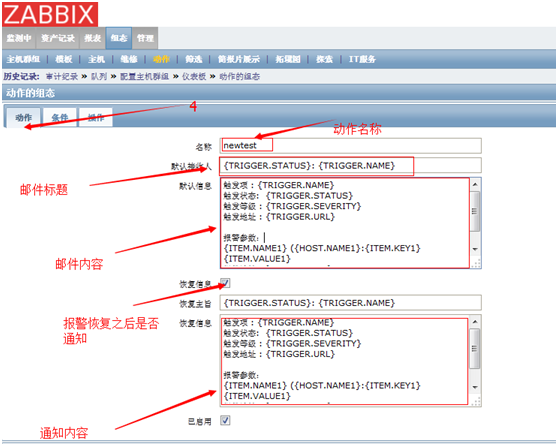 ZABBIX
监测中 资产记录 报表 组态 管理
主机群组 | 模板 | 主机 | 维修 | 动作 | 筛选 | 简报片展示 | 拓墣图 | 探索 | IT服务
历史记录: 审计纪录 » 队列 » 配置主机群组 » 仪表板 » 动作的组态
动作的组态
动作 条件 操作
4
动作名称
名称 newtest
默认接收人 {TRIGGER.STATUS}: {TRIGGER.NAME}
邮件标题
默认信息 触发项：{TRIGGER.NAME}
触发状态: {TRIGGER.STATUS}
触发等级：{TRIGGER.SEVERITY}
触发地址：{TRIGGER.URL}
报警参数:
{ITEM.NAME1} ({HOST.NAME1}:{ITEM.KEY1}
{ITEM.VALUE1}
邮件内容
恢复信息
恢复主旨 {TRIGGER.STATUS}: {TRIGGER.NAME}
报警恢复之后是否
通知
恢复信息 触发项：{TRIGGER.NAME}
触发状态: {TRIGGER.STATUS}
触发等级：{TRIGGER.SEVERITY}
触发地址：{TRIGGER.URL}
报警参数:
{ITEM.NAME1} ({HOST.NAME1}:{ITEM.KEY1}
{ITEM.VALUE1}
通知内容
已启用